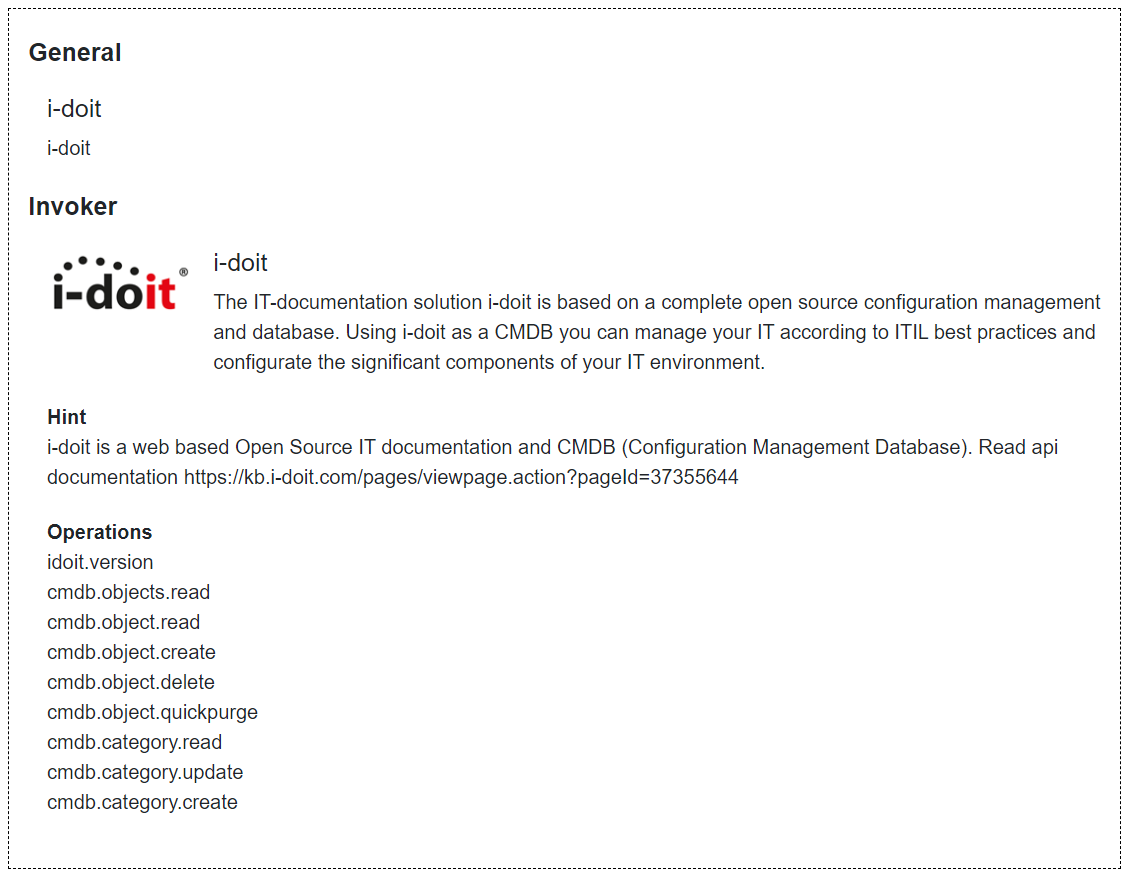 General
i-doit
i-doit
Invoker
i-doit®
i-doit
The IT-documentation solution i-doit is based on a complete open source configuration management
and database. Using i-doit as a CMDB you can manage your IT according to ITIL best practices and
configurate the significant components of your IT environment.
Hint
i-doit is a web based Open Source IT documentation and CMDB (Configuration Management Database). Read api
documentation https://kb.i-doit.com/pages/viewpage.action?pageId=37355644
Operations
idoit.version
cmdb.objects.read
cmdb.object.read
cmdb.object.create
cmdb.object.delete
cmdb.object.quickpurge
cmdb.category.read
cmdb.category.update
cmdb.category.create